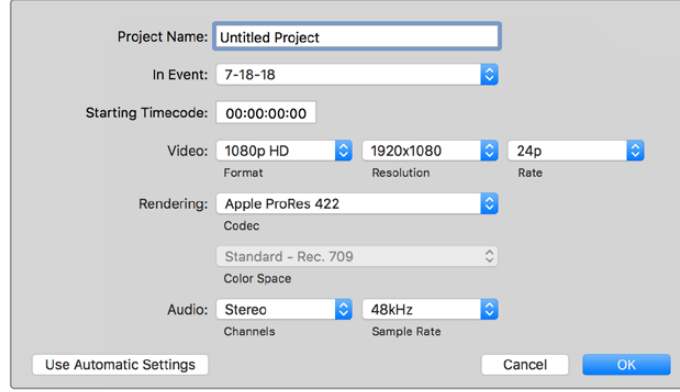 Project Name: Untitled Project
In Event: 7-18-18
Starting Timecode: 00:00:00:00
Video: 1080p HD 1920x1080 24p
Format Resolution Rate
Rendering: Apple ProRes 422
Codec
Standard - Rec. 709
Color Space
Audio: Stereo 48kHz
Channels Sample Rate
Use Automatic Settings Cancel OK